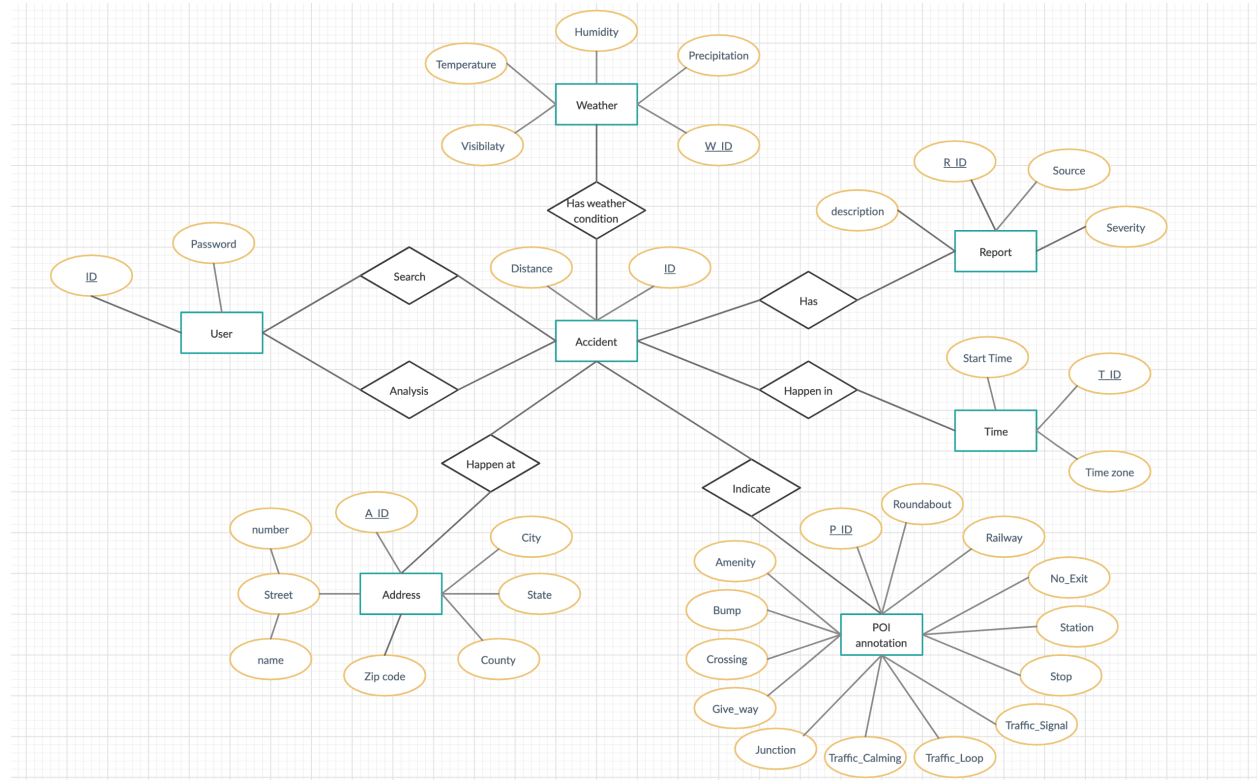 Humidity
Temperature
Precipitation
Weather
Visibilaty
W_ID
R_ID
Source
Has weather
condition
description
Severity
Report
Password
ID
Search
Distance
ID
Has
User
Accident
Start Time
T_ID
Analysis
Happen in
Time
Happen at
Time zone
Indicate
A_ID
number
City
P_ID
Roundabout
Railway
Amenity
No_Exit
Street
Address
State
Bump
POI
annotation
Station
name
Zip code
County
Crossing
Stop
Give_way
Traffic_Signal
Junction
Traffic_Calming
Traffic_Loop